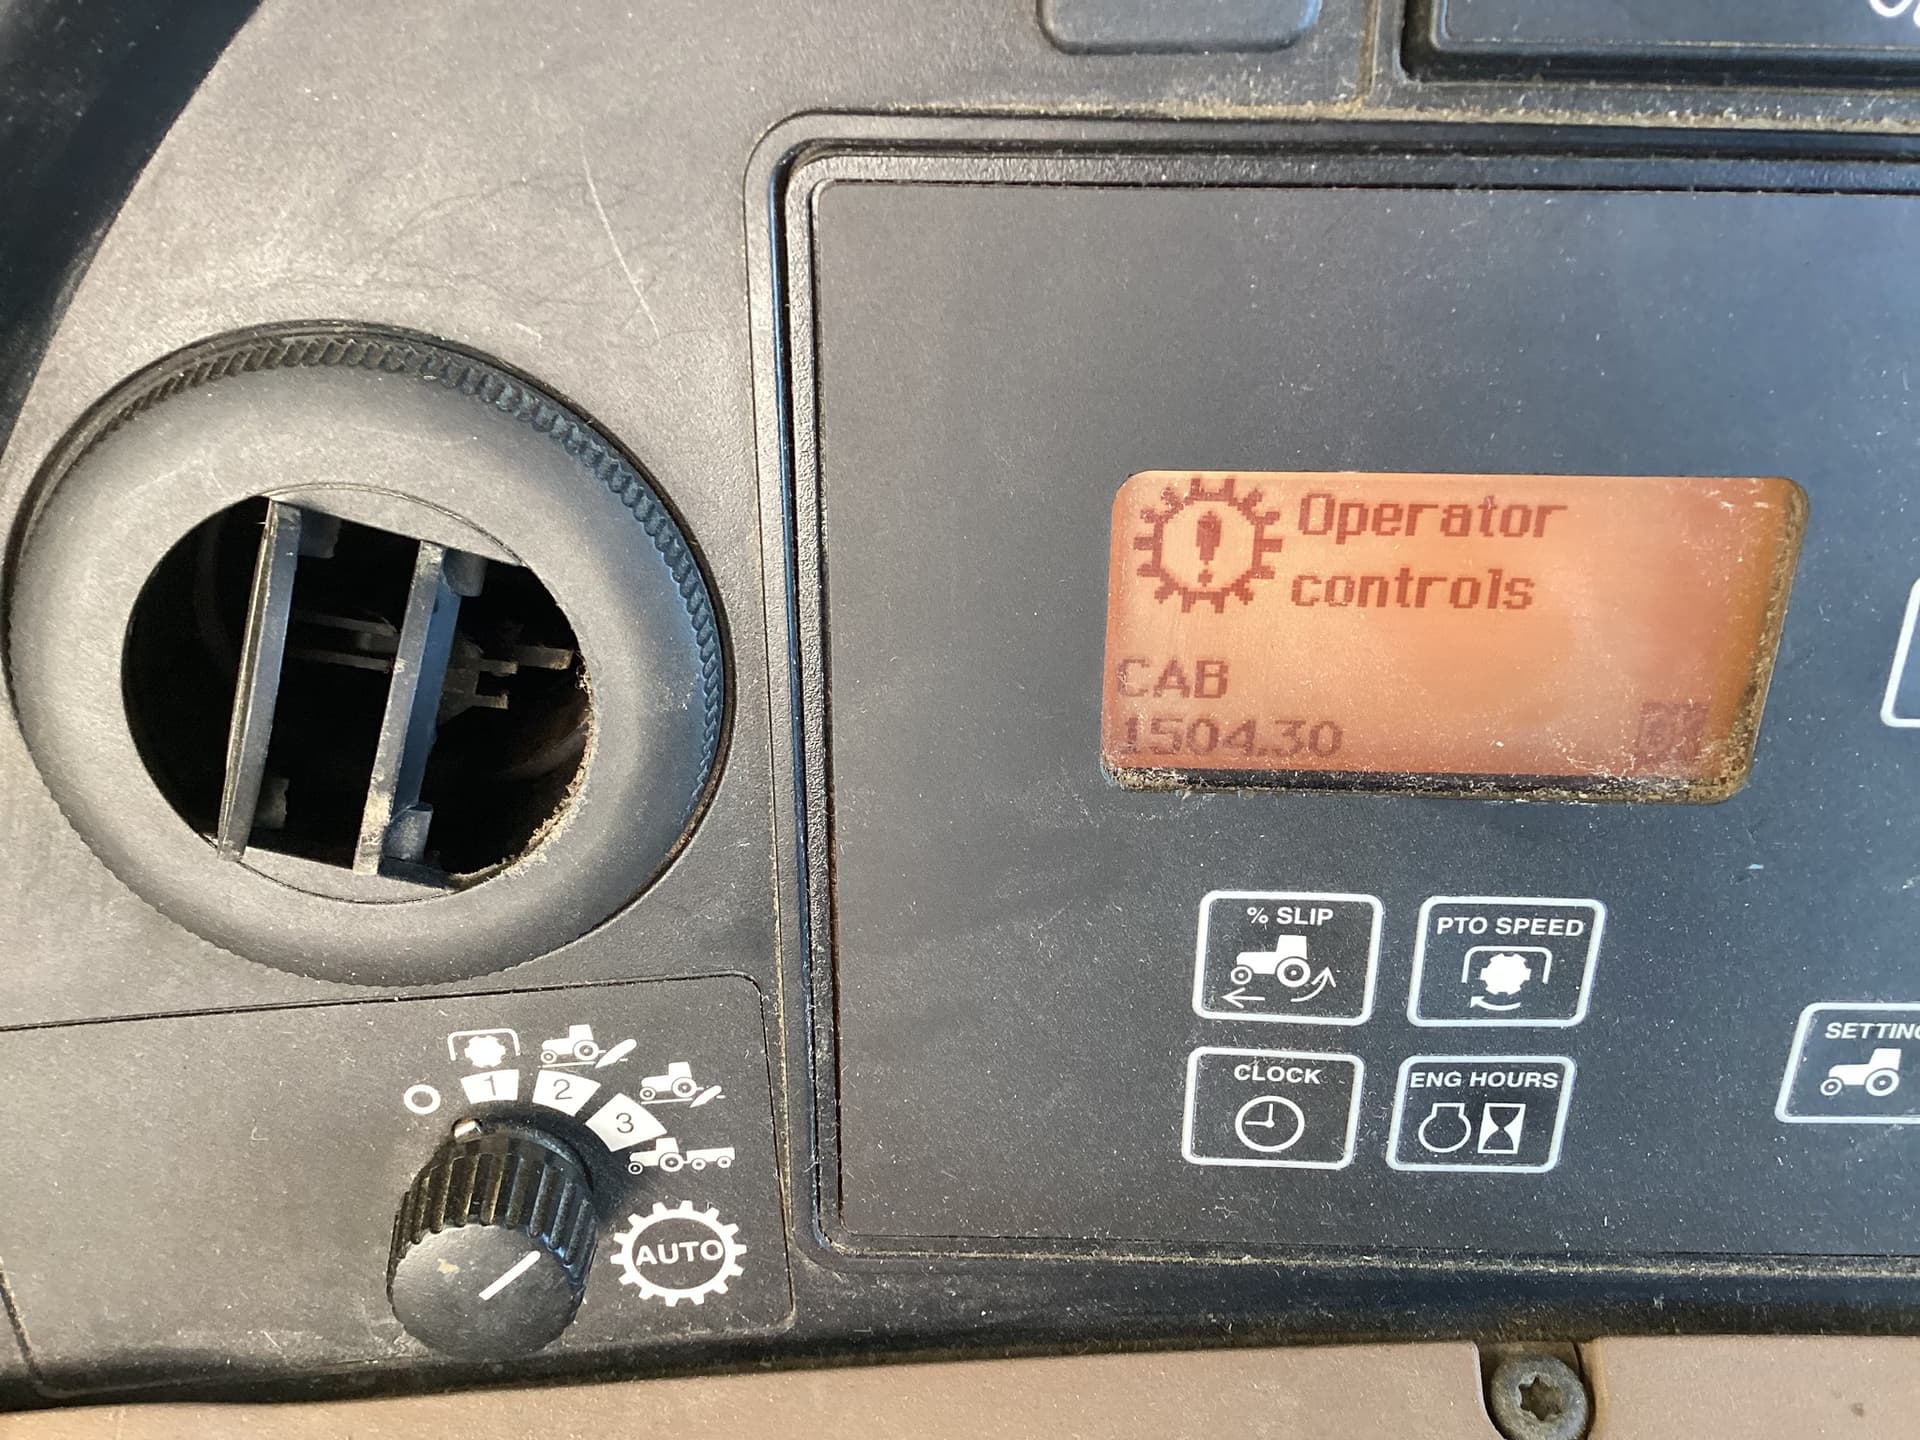 Operator
controls
CAB
1504.30
% SLIP
PTO SPEED
CLOCK
ENG HOURS
1
2
3
AUTO